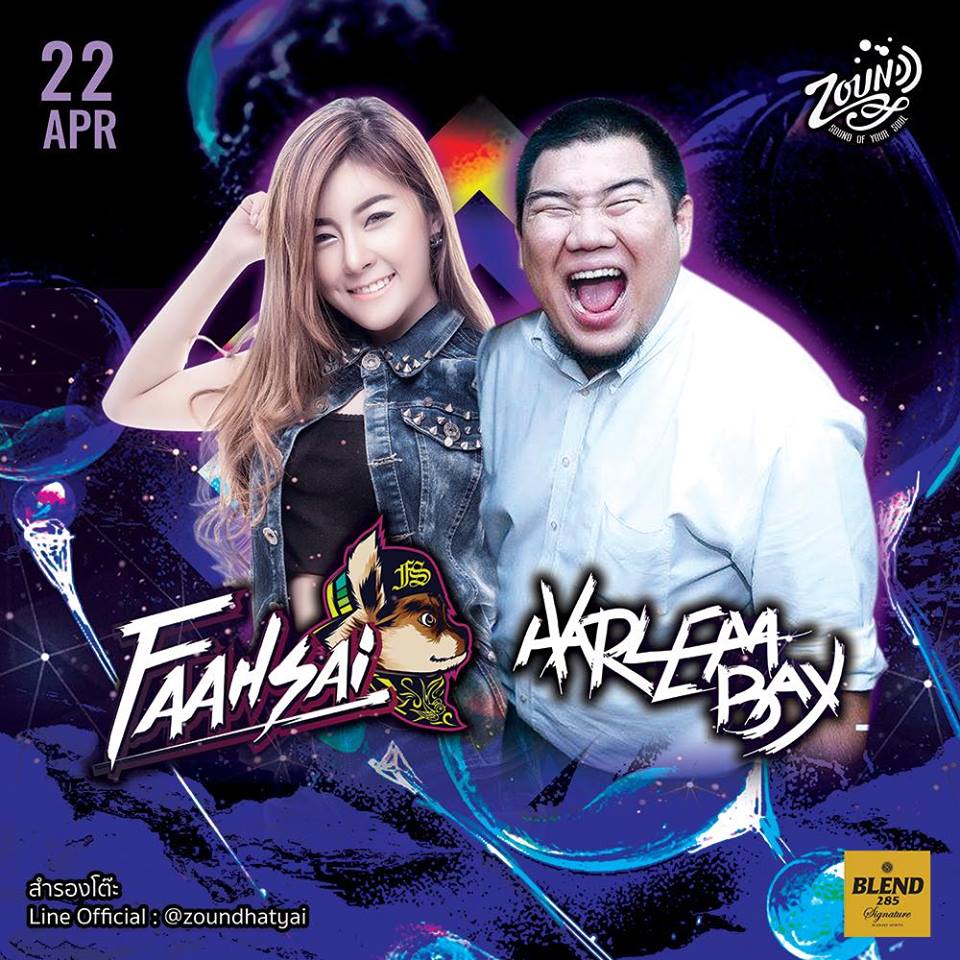 22
APR
ZOUND
SOUND OF YOUR SOUL
FS
FAAHSAI
HARLEM
BAY
สำรองโต๊ะ
Line Official : @zoundhatyai
BLEND
285
Signature